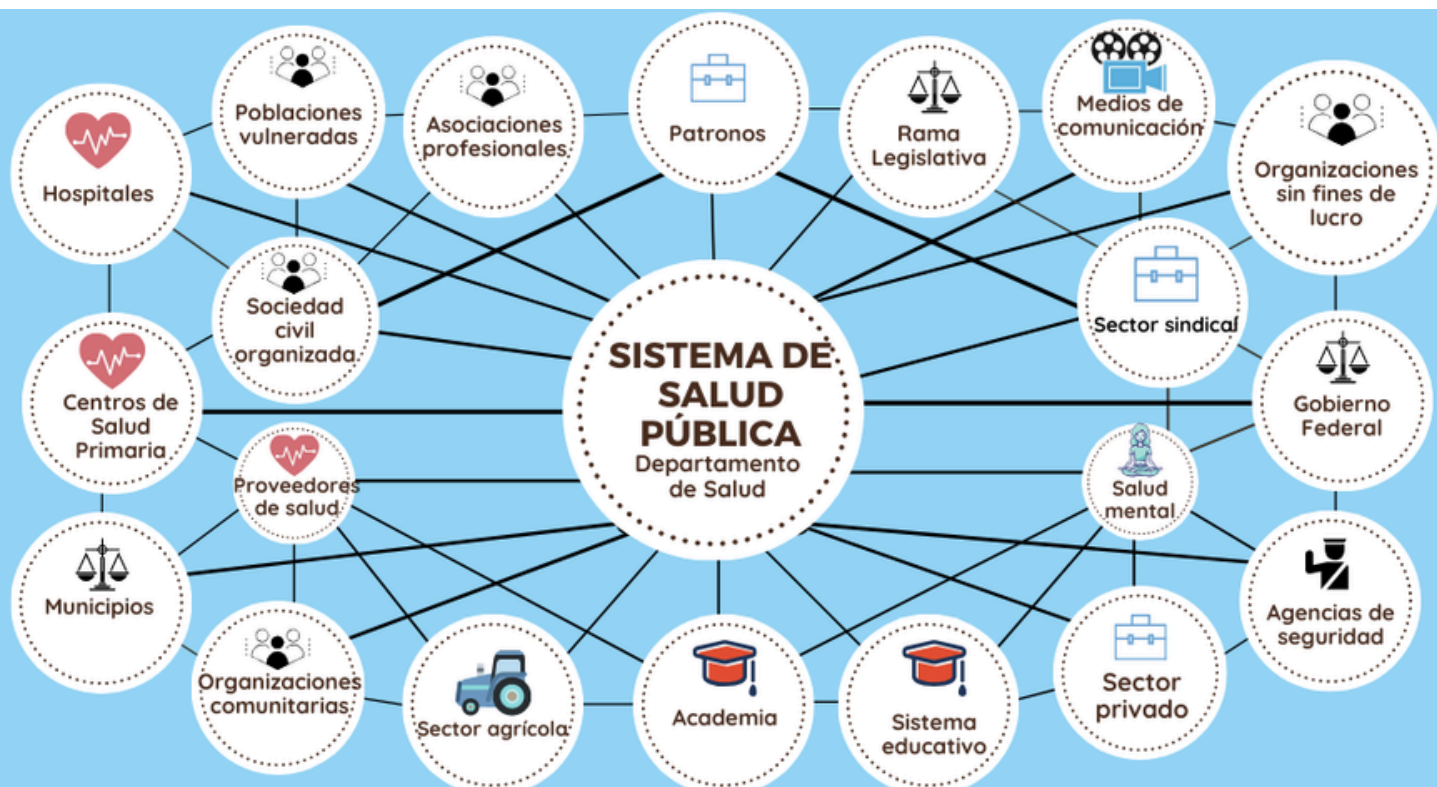 Poblaciones
vulneradas
Asociaciones
profesionales
Patronos
Rama
Legislativa
Medios de
comunicación
Organizaciones
sin fines de
lucro
Hospitales
Sociedad
civil
organizada
Sector sindical
SISTEMA DE
SALUD
PÚBLICA
Departamento
de Salud
Centros de
Salud
Primaria
Gobierno
Federal
Proveedores
de salud
Salud
mental
Municipios
Agencias de
seguridad
Organizaciones
comunitarias
Sector agrícola
Academia
Sistema
educativo
Sector
privado